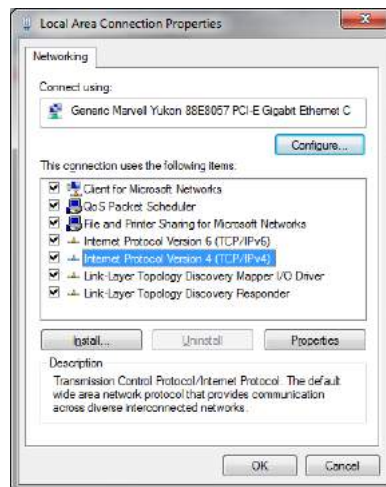 Local Area Connection Properties
Networking
Connect using:
Generic Marvell Yukon 88E8057 PCI-E Gigabit Ethernet C
Configure...
This connection uses the following items:
Client for Microsoft Networks
QoS Packet Scheduler
File and Printer Sharing for Microsoft Networks
Internet Protocol Version 6 (TCP/IPv6)
Internet Protocol Version 4 (TCP/IPv4)
Link-Layer Topology Discovery Mapper I/O Driver
Link-Layer Topology Discovery Responder
Install...
Uninstall
Properties
Description
Transmission Control Protocol/Internet Protocol. The default
wide area network protocol that provides communication
across diverse interconnected networks.
OK
Cancel